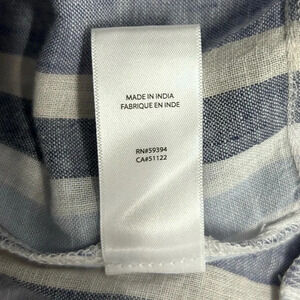 MADE IN INDIA
FABRIQUE EN INDE
RN#59394
CA#51122